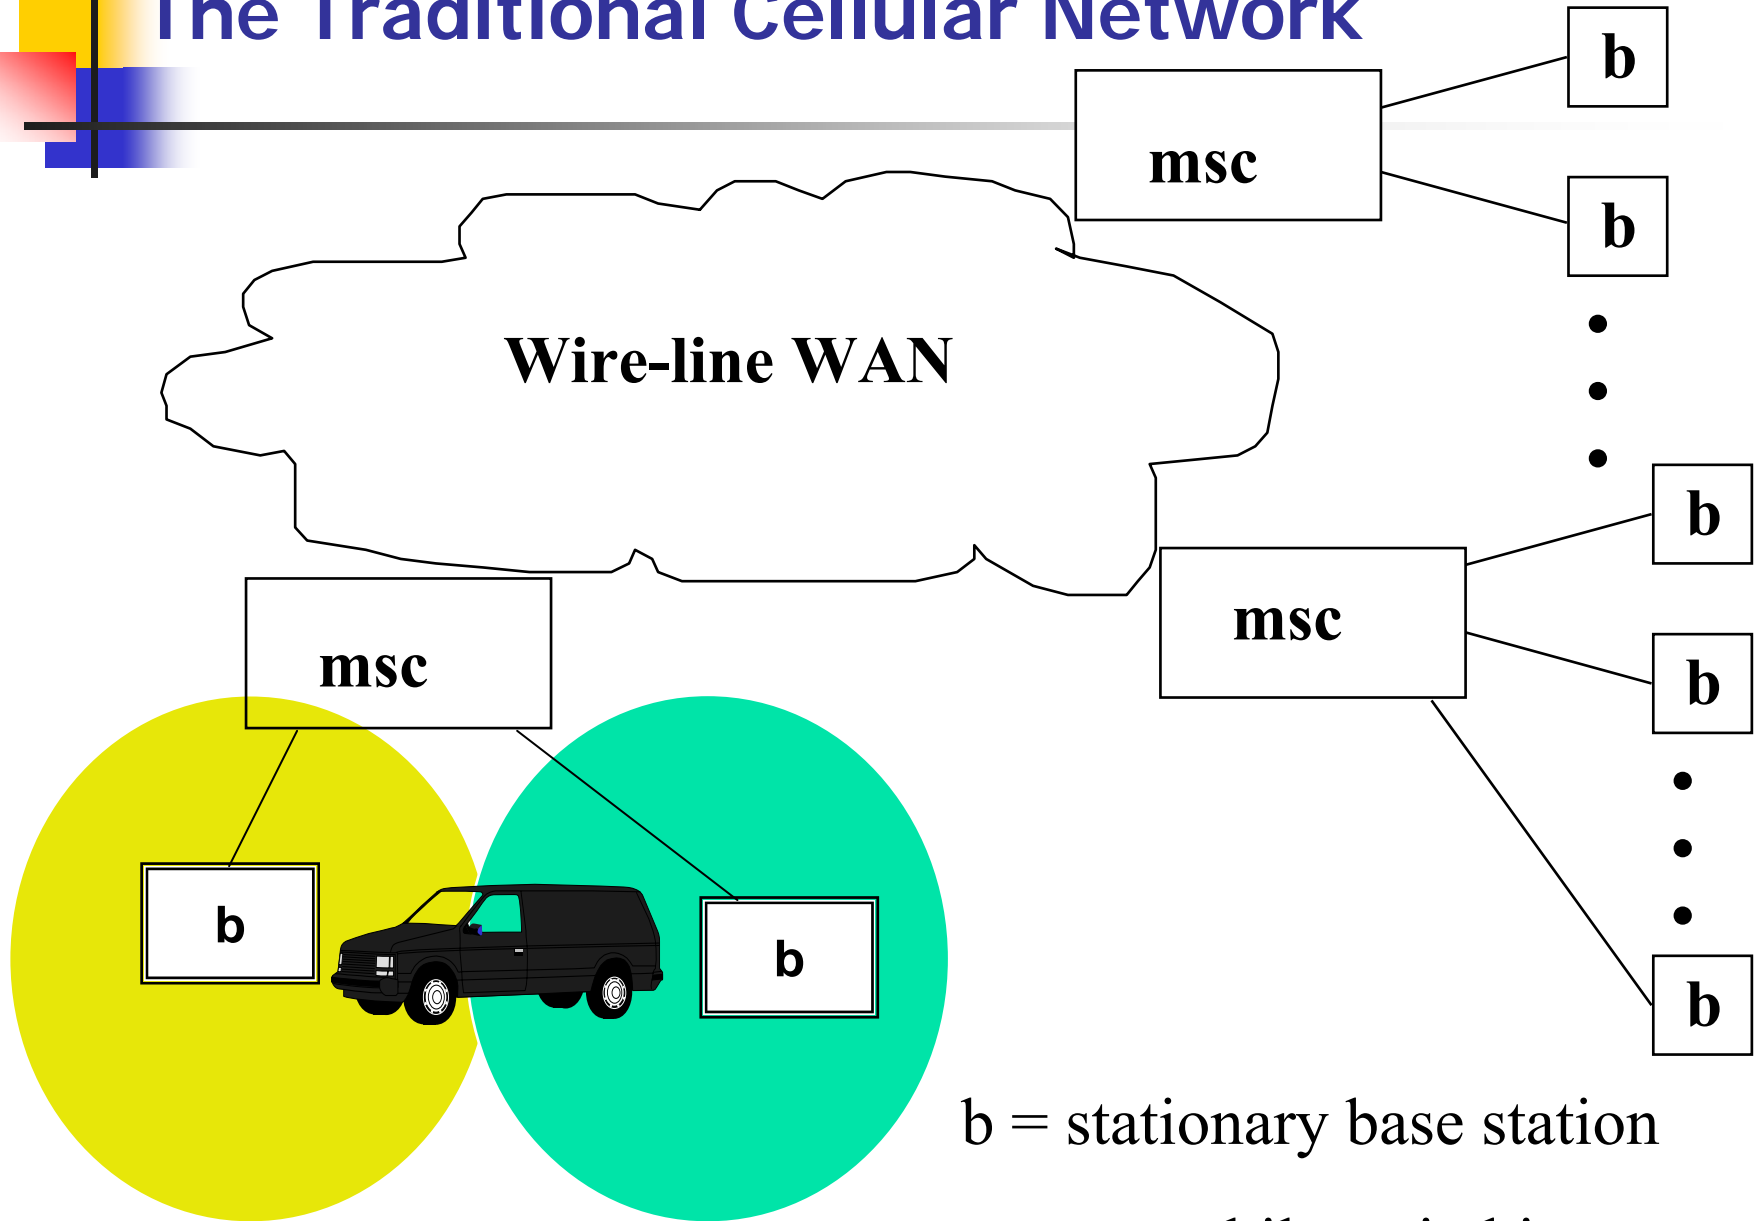 The Traditional Cellular Network
b
msc
b
Wire-line WAN
b
msc
msc
b
b
b
b
b = stationary base station